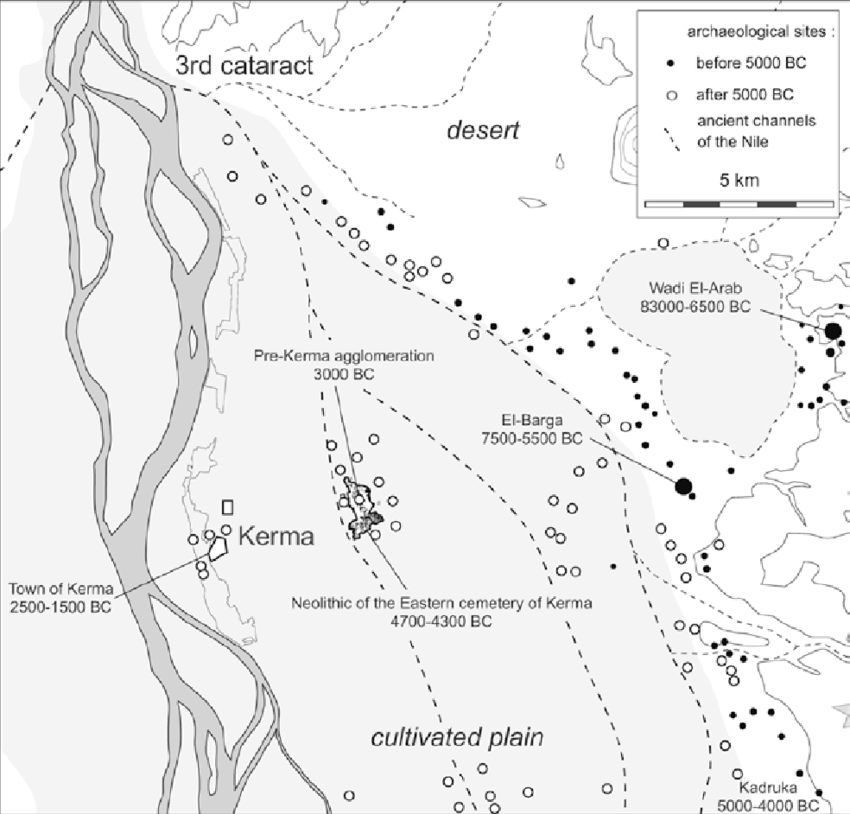 archaeological sites :
before 5000 BC
after 5000 BC
ancient channels
of the Nile
5 km
3rd cataract
desert
Wadi El-Arab
83000-6500 BC
Pre-Kerma agglomeration
3000 BC
El-Barga
7500-5500 BC
Kerma
Town of Kerma
2500-1500 BC
Neolithic of the Eastern cemetery of Kerma
4700-4300 BC
cultivated plain
Kadruka
5000-4000 BC